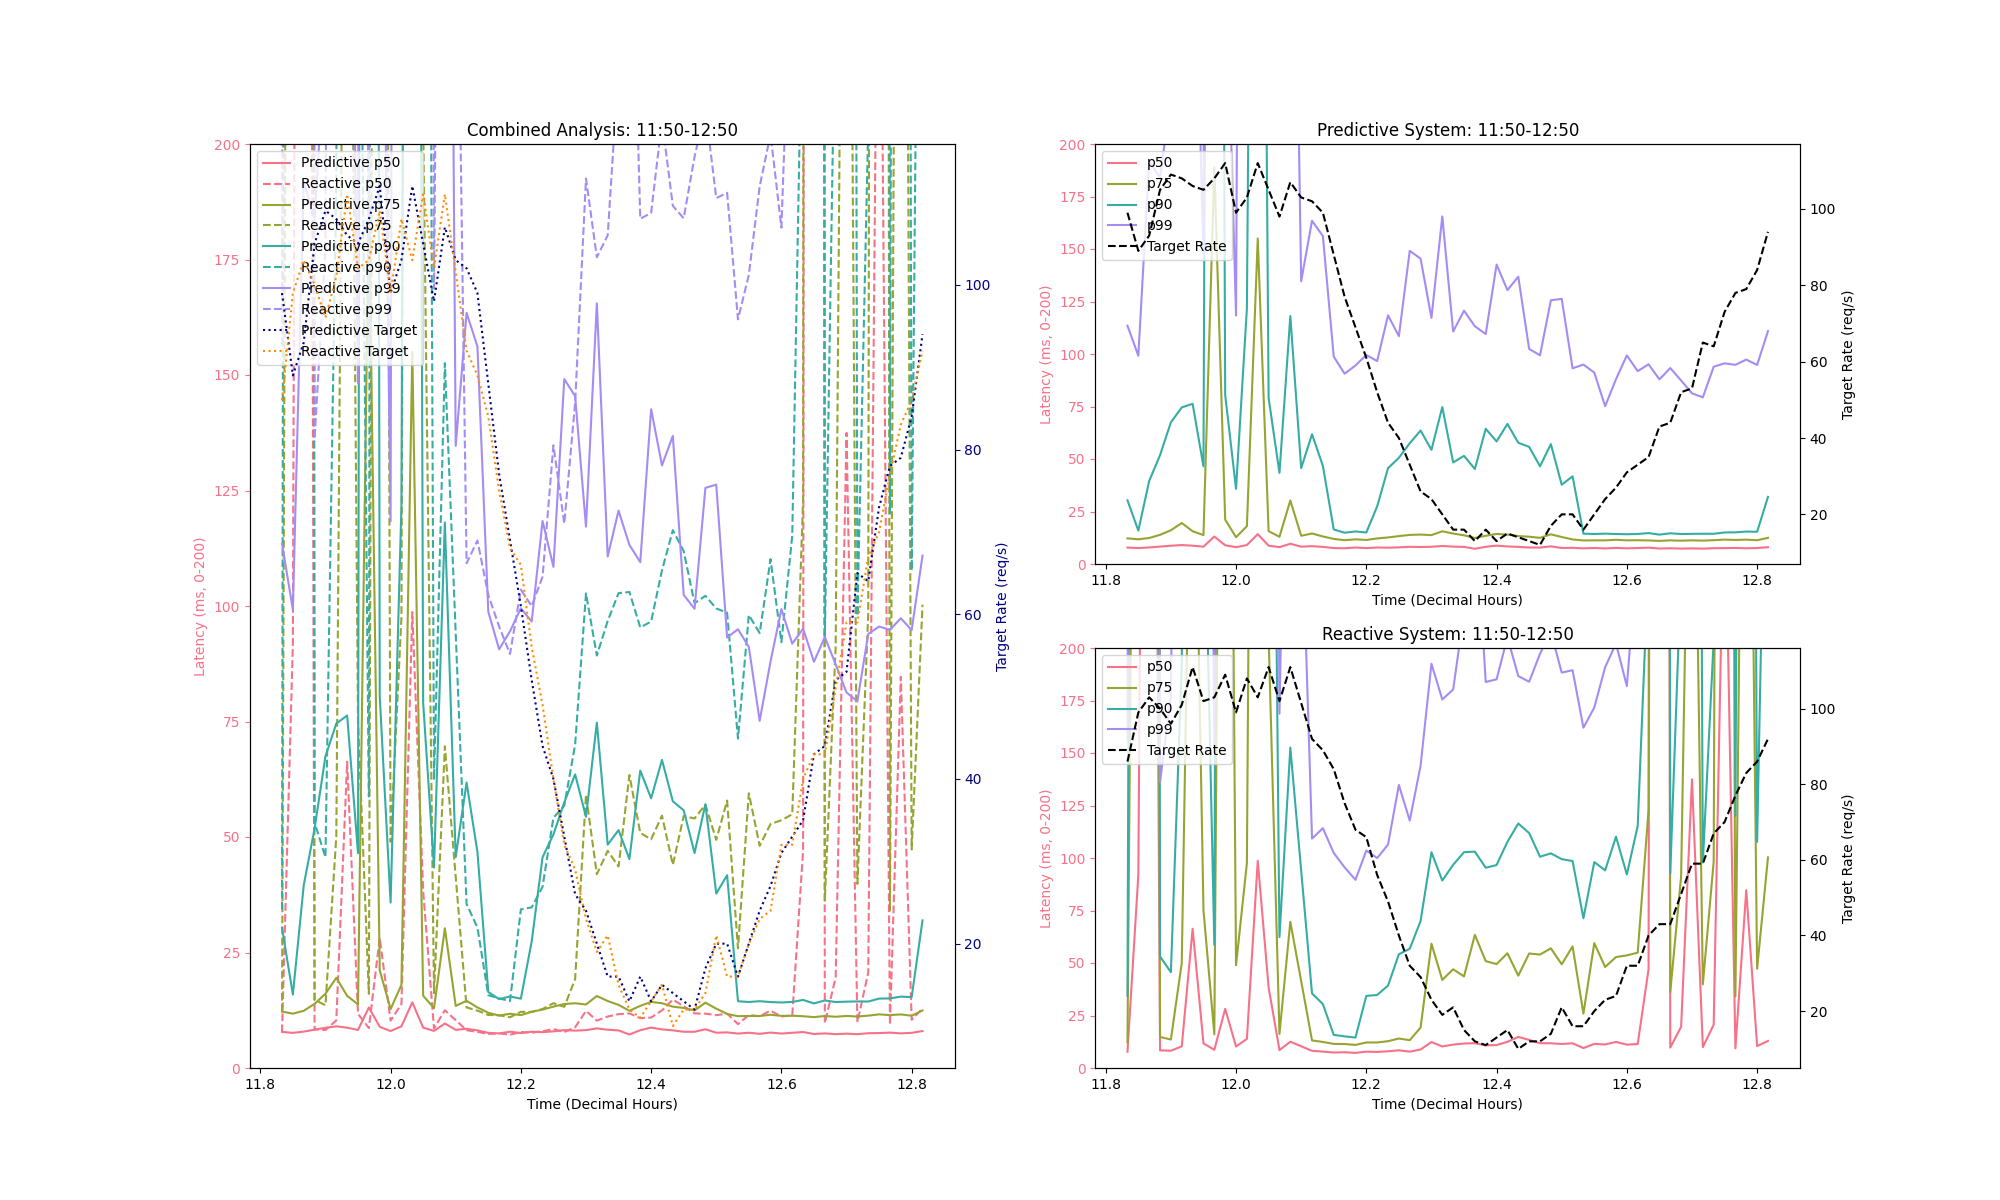 Combined Analysis: 11:50-12:50
200
175
150
125
100
75
50
25
0
Latency (ms, 0-200)
Predictive p50
Reactive p50
Predictive p75
Reactive p75
Predictive p90
Reactive p90
Predictive p99
Reactive p99
Predictive Target
Reactive Target
100
80
60
40
20
Target Rate (req/s)
11.8 12.0 12.2 12.4 12.6 12.8
Time (Decimal Hours)
Predictive System: 11:50-12:50
200
175
150
125
100
75
50
25
0
Latency (ms, 0-200)
p50
p75
p90
p99
Target Rate
100
80
60
40
20
Target Rate (req/s)
11.8 12.0 12.2 12.4 12.6 12.8
Time (Decimal Hours)
Reactive System: 11:50-12:50
200
175
150
125
100
75
50
25
0
Latency (ms, 0-200)
p50
p75
p90
p99
Target Rate
100
80
60
40
20
Target Rate (req/s)
11.8 12.0 12.2 12.4 12.6 12.8
Time (Decimal Hours)